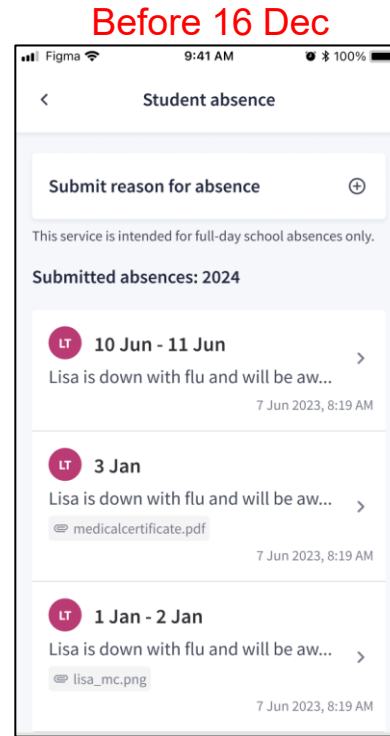 Before 16 Dec
Figma 9:41 AM 100%
Student absence
Submit reason for absence
This service is intended for full-day school absences only.
Submitted absences: 2024
LT 10 Jun - 11 Jun
Lisa is down with flu and will be aw...
7 Jun 2023, 8:19 AM
LT 3 Jan
Lisa is down with flu and will be aw...
medicalcertificate.pdf
7 Jun 2023, 8:19 AM
LT 1 Jan - 2 Jan
Lisa is down with flu and will be aw...
lisa_mc.png
7 Jun 2023, 8:19 AM